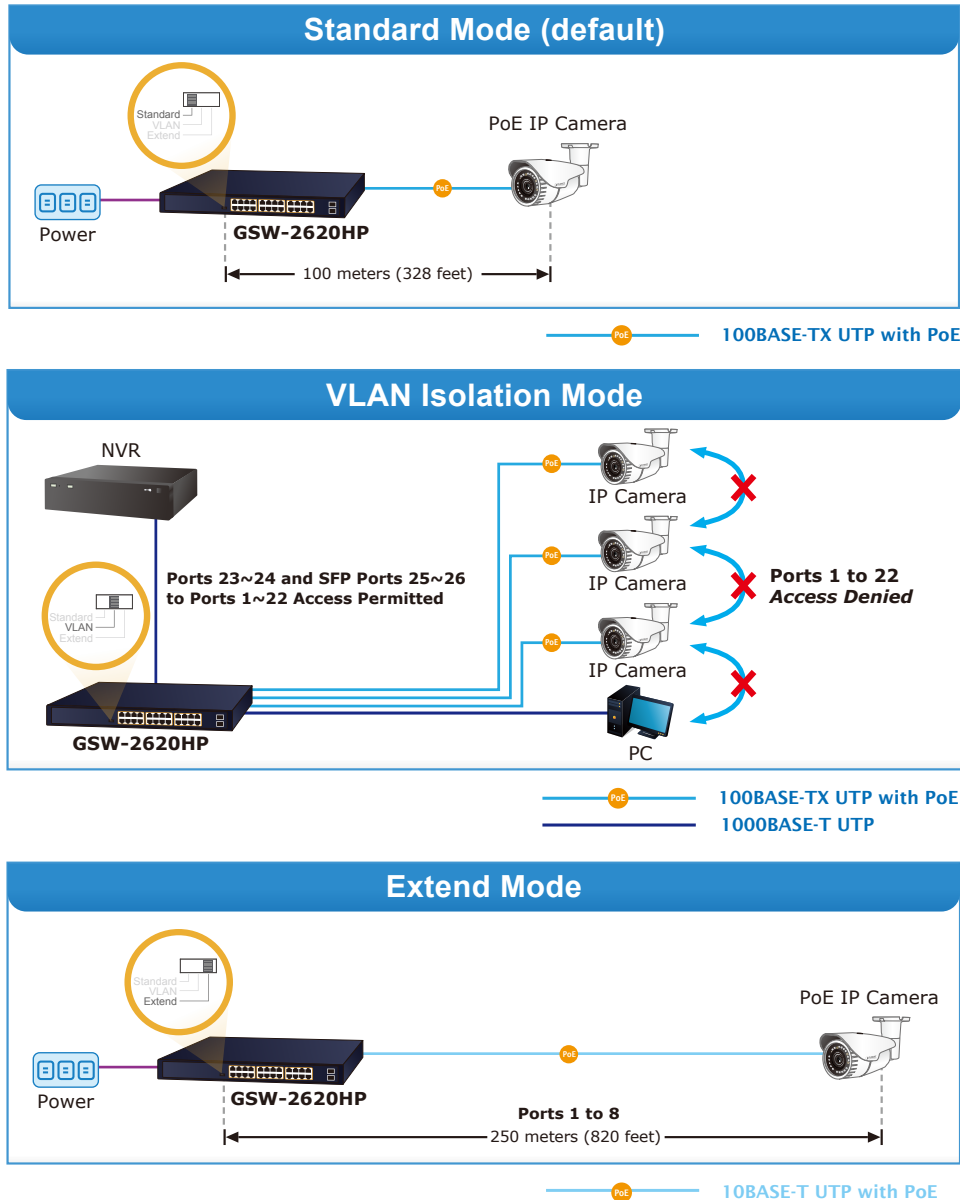 Standard Mode (default)
Standard
VLAN
Extend
PoE IP Camera
PoE
Power
GSW-2620HP
100 meters (328 feet)
PoE
100BASE-TX UTP with PoE
VLAN Isolation Mode
NVR
PoE
IP Camera
PoE
IP Camera
Ports 23~24 and SFP Ports 25~26
to Ports 1~22 Access Permitted
Ports 1 to 22
Access Denied
Standard
VLAN
Extend
PoE
IP Camera
GSW-2620HP
PC
PoE
100BASE-TX UTP with PoE
1000BASE-T UTP
Extend Mode
Standard
VLAN
Extend
PoE IP Camera
PoE
Power
GSW-2620HP
Ports 1 to 8
250 meters (820 feet)
PoE
10BASE-T UTP with PoE